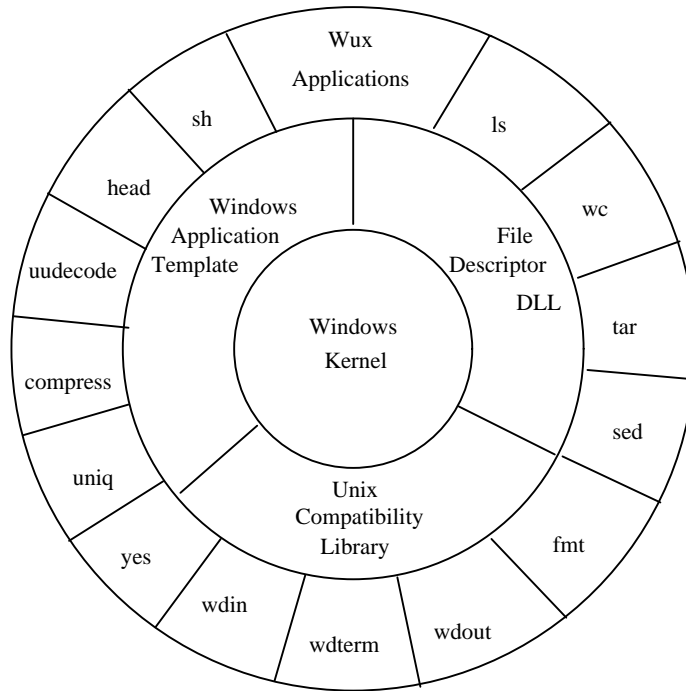 Wux
Applications
ls
wc
tar
sed
fmt
wdout
wdterm
wdin
yes
uniq
compress
uudecode
head
sh
Windows
Application
Template
File
Descriptor
DLL
Unix
Compatibility
Library
Windows
Kernel